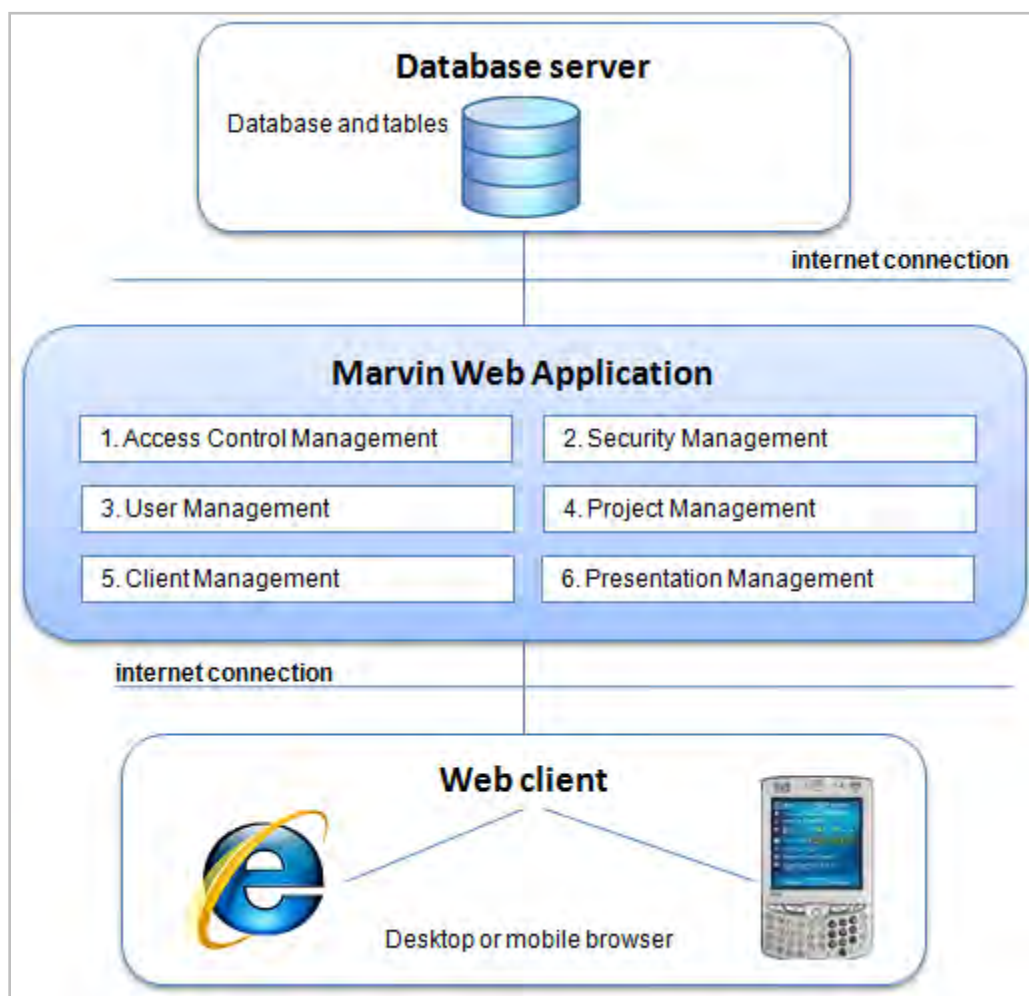 Database server
Database and tables
internet connection
Marvin Web Application
1. Access Control Management
2. Security Management
3. User Management
4. Project Management
5. Client Management
6. Presentation Management
internet connection
Web client
Desktop or mobile browser